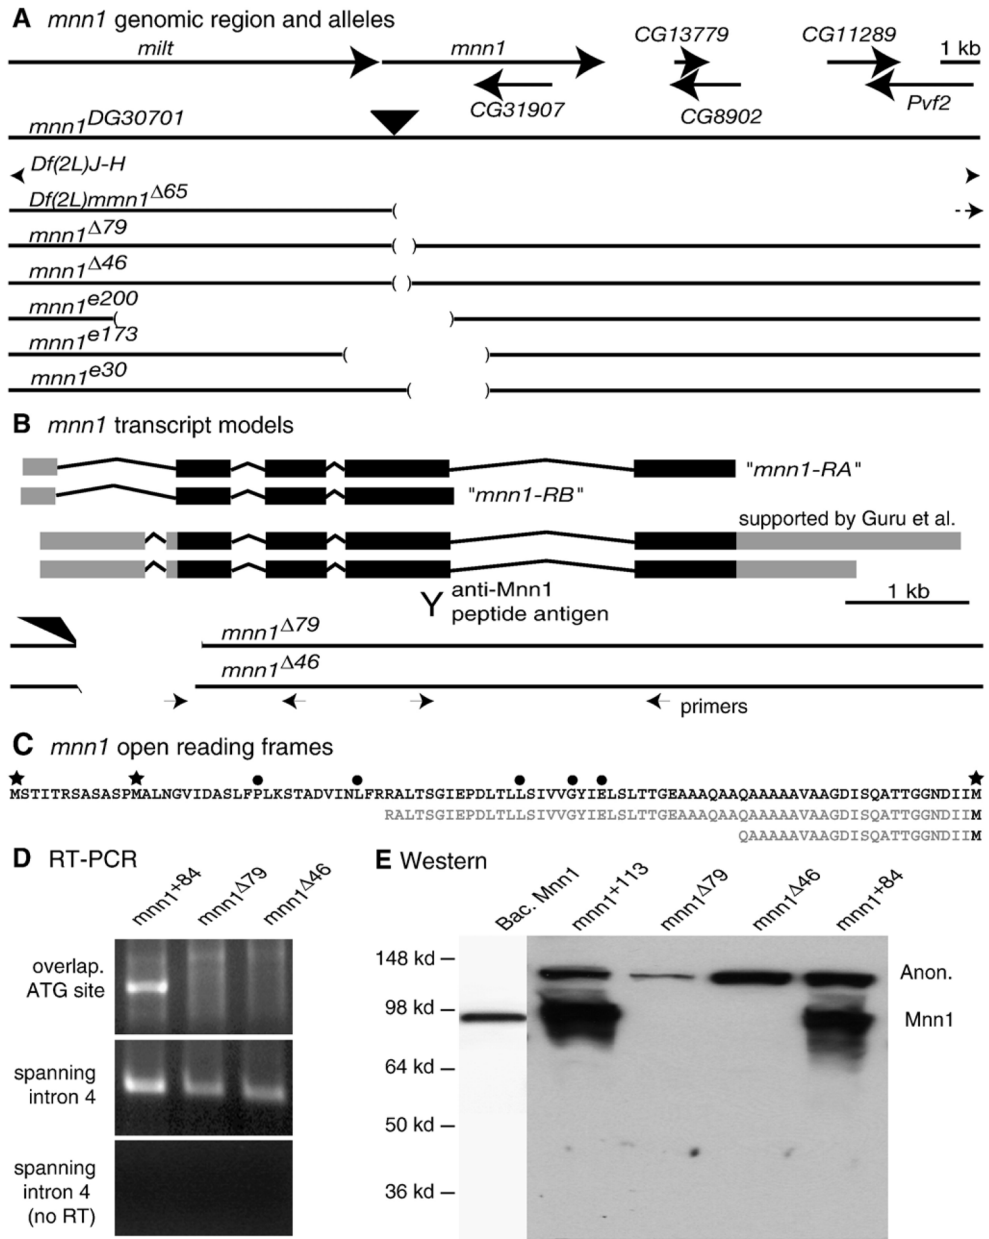 A mnn1 genomic region and alleles
milt
mnn1
CG13779
CG11289
1 kb
CG31907
CG8902
Pvf2
mnn1DG30701
Df(2L)J-H
Df(2L)mmn1Δ65
mnn1Δ79
mnn1Δ46
mnn1e200
mnn1e173
mnn1e30
B mnn1 transcript models
"mnn1-RA"
"mnn1-RB"
supported by Guru et al.
1 kb
Y anti-Mnn1
peptide antigen
mnn1Δ79
mnn1Δ46
primers
C mnn1 open reading frames
MSTITRSASASPMALNGVIDASLFPLKSTADVINLFRRALTSGIEPDLTLLSIVVGYIELSLTTGEAAAQAAQAAAAAVAAGDISQATTGGNDIIM
RALTSGIEPDLTLLSIVVGYIELSLTTGEAAAQAAQAAAAAVAAGDISQATTGGNDIIM
QAAAAAVAAGDISQATTGGNDIIM
D RT-PCR
mnn1+84
mnn1Δ79
mnn1Δ46
overlap.
ATG site
spanning
intron 4
spanning
intron 4
(no RT)
E Western
Bac. Mnn1
mnn1+113
mnn1Δ79
mnn1Δ46
mnn1+84
148 kd
98 kd
64 kd
50 kd
36 kd
Anon.
Mnn1